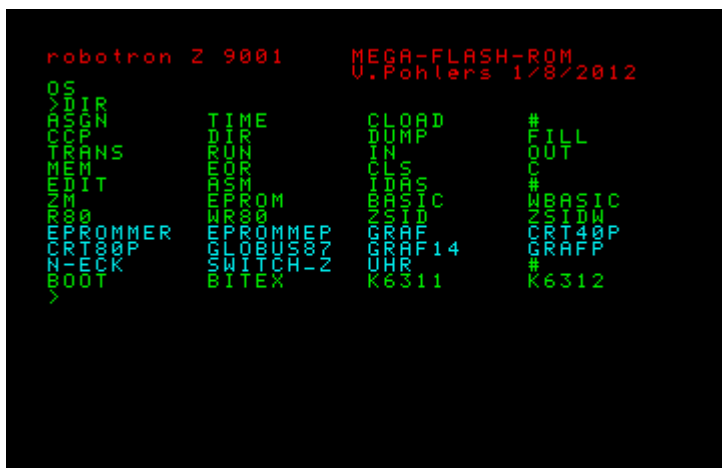 robotron Z 9001 MEGA-FLASH-ROM
V.Pohlers 1/8/2012
OS
>DIR
ASGN TIME CLOAD #
CCP DIR DUMP FILL
TRANS RUN IN OUT
MEM EOR CLS C
EDIT ASM IDAS #
ZM EPROM BASIC WBASIC
R80 WR80 ZSID ZSIDW
EPROMMER EPROMMEP GRAF CRT40P
CRT80P GLOBUS87 GRAF14 GRAFP
N-ECK SWITCH-Z UHR #
BOOT BITEX K6311 K6312
>